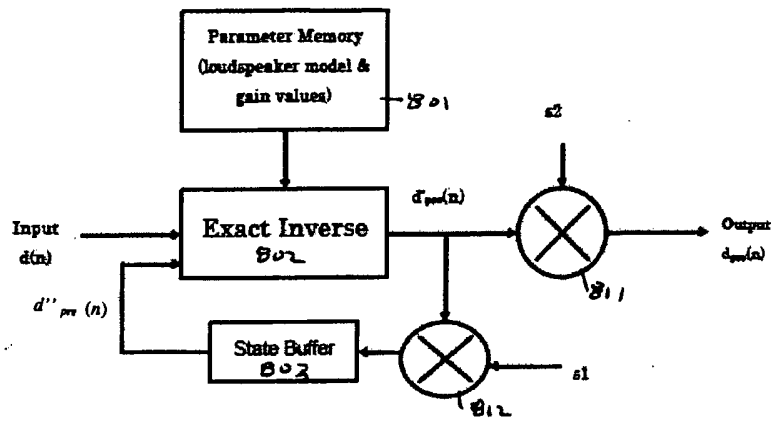 Parameter Memory
(loudspeaker model &
gain values)
801
s2
Input
d(n)
Exact Inverse
802
Output
d''pre (n)
811
State Buffer
803
s1
812